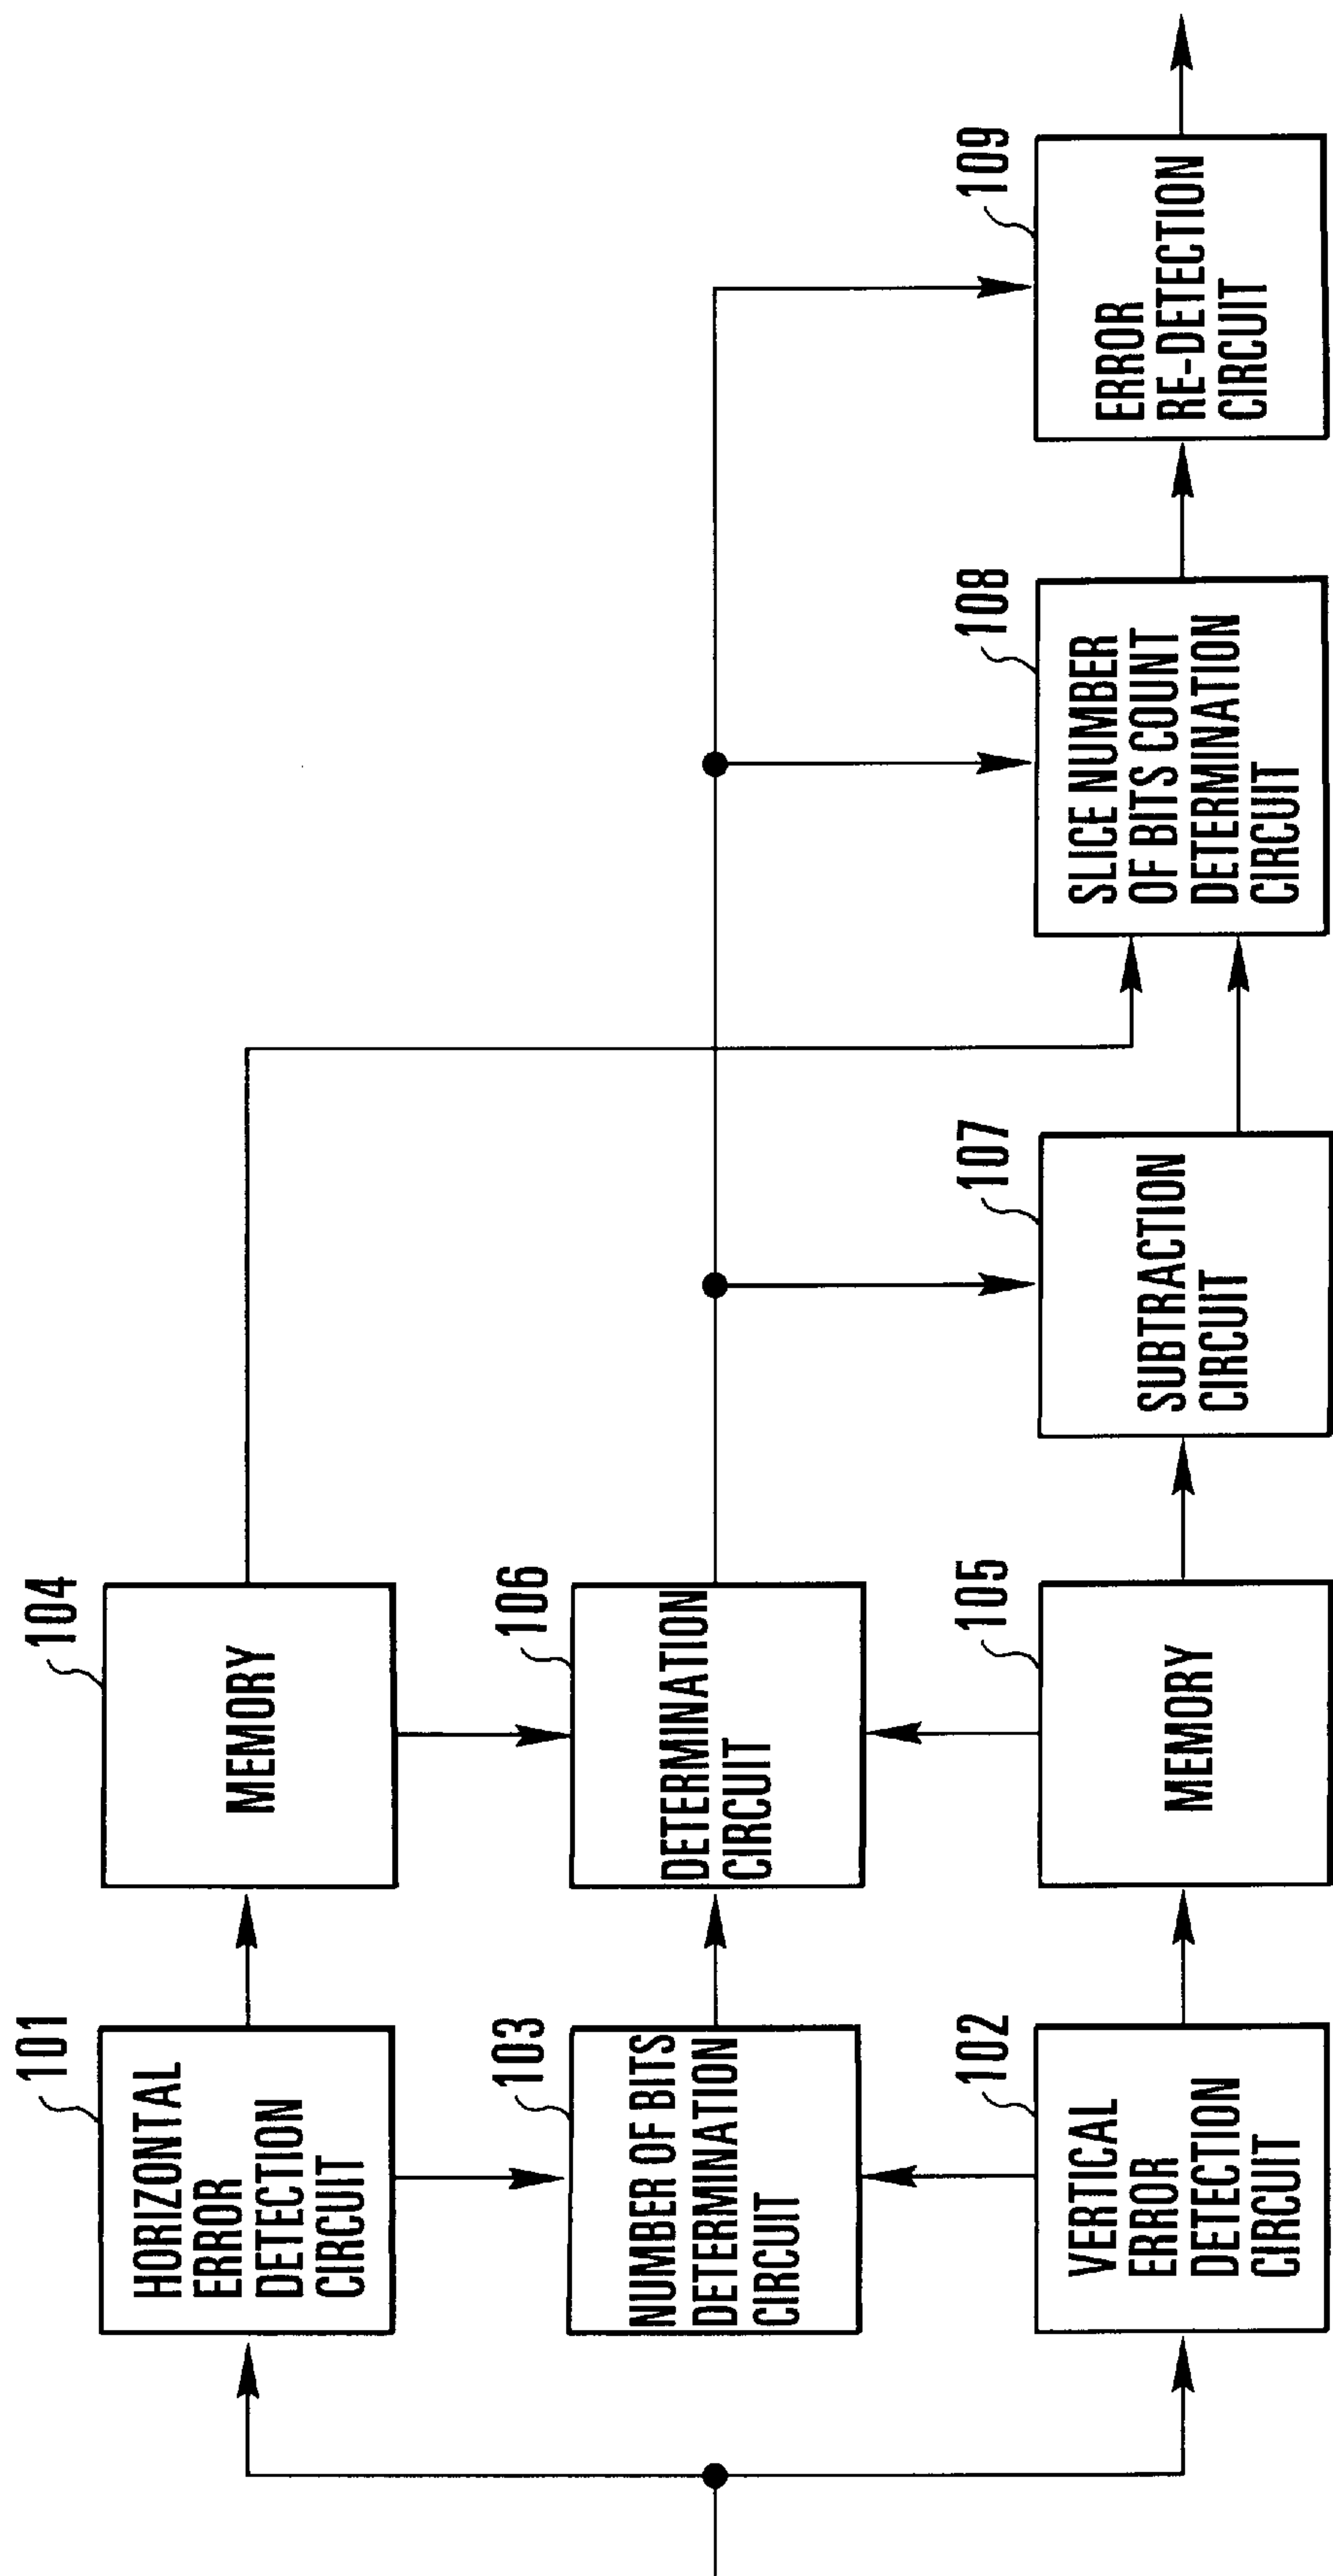 101
HORIZONTAL
ERROR
DETECTION
CIRCUIT
104
MEMORY
103
NUMBER OF BITS
DETERMINATION
CIRCUIT
106
DETERMINATION
CIRCUIT
102
VERTICAL
ERROR
DETECTION
CIRCUIT
105
MEMORY
107
SUBTRACTION
CIRCUIT
108
SLICE NUMBER
OF BITS COUNT
DETERMINATION
CIRCUIT
109
ERROR
RE-DETECTION
CIRCUIT